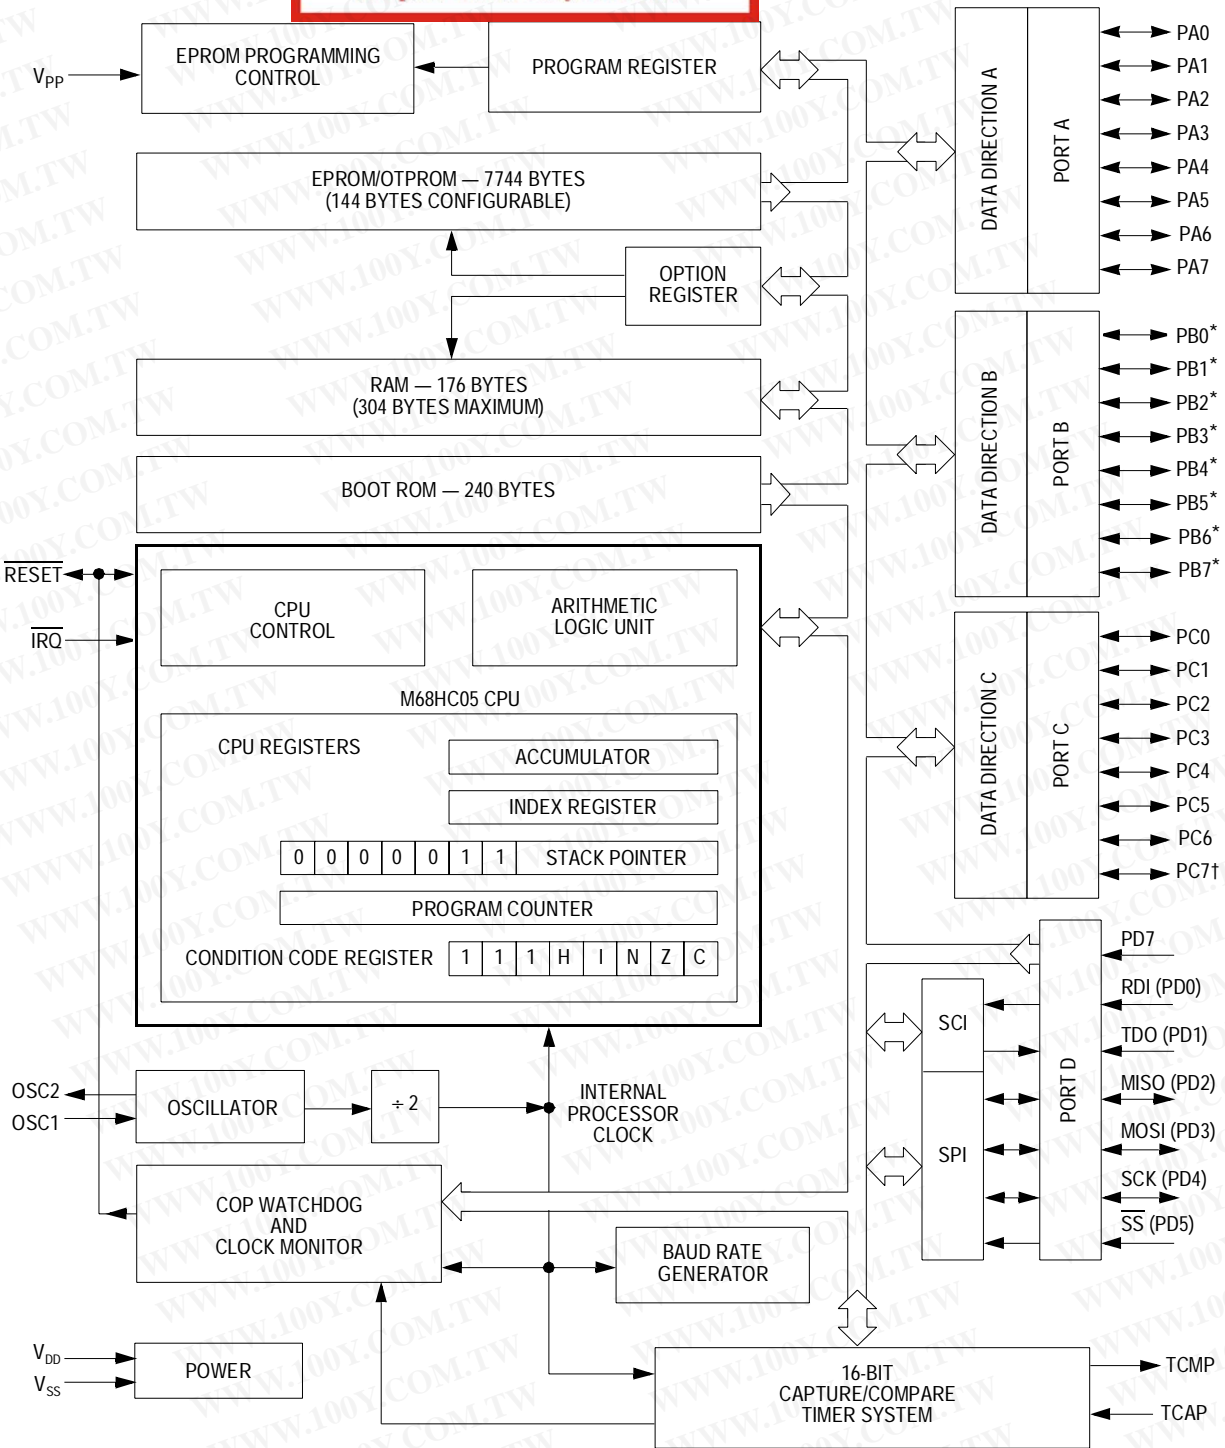 EPROM PROGRAMMING
CONTROL
PROGRAM REGISTER
VPP
EPROM/OTPROM — 7744 BYTES
(144 BYTES CONFIGURABLE)
OPTION
REGISTER
RAM — 176 BYTES
(304 BYTES MAXIMUM)
BOOT ROM — 240 BYTES
RESET
IRQ
CPU
CONTROL
ARITHMETIC
LOGIC UNIT
M68HC05 CPU
CPU REGISTERS
ACCUMULATOR
INDEX REGISTER
0 0 0 0 0 1 1 STACK POINTER
PROGRAM COUNTER
CONDITION CODE REGISTER 1 1 1 H I N Z C
OSC2
OSC1
OSCILLATOR
÷ 2
INTERNAL
PROCESSOR
CLOCK
COP WATCHDOG
AND
CLOCK MONITOR
BAUD RATE
GENERATOR
VDD
VSS
POWER
16-BIT
CAPTURE/COMPARE
TIMER SYSTEM
TCMP
TCAP
DATA DIRECTION A
PORT A
PA0
PA1
PA2
PA3
PA4
PA5
PA6
PA7
DATA DIRECTION B
PORT B
PB0*
PB1*
PB2*
PB3*
PB4*
PB5*
PB6*
PB7*
DATA DIRECTION C
PORT C
PC0
PC1
PC2
PC3
PC4
PC5
PC6
PC7†
SCI
SPI
PORT D
PD7
RDI (PD0)
TDO (PD1)
MISO (PD2)
MOSI (PD3)
SCK (PD4)
SS (PD5)
WWW.100Y.COM.TW